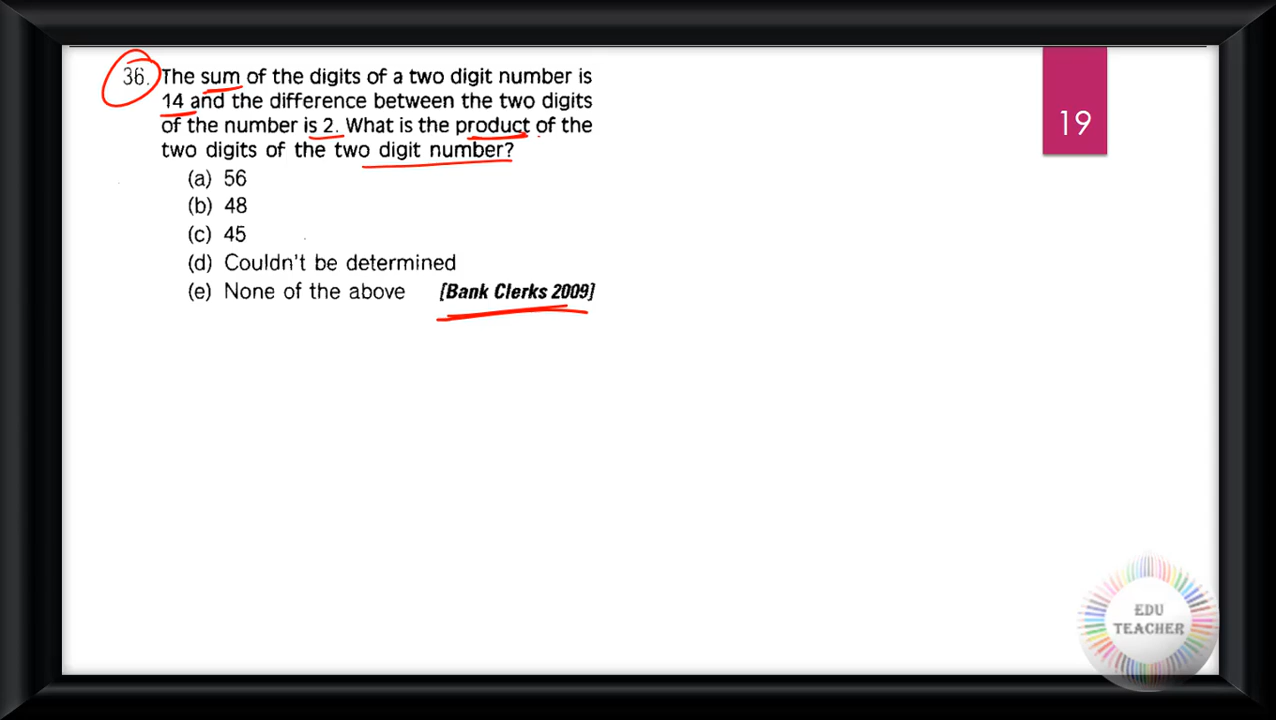 36. The sum of the digits of a two digit number is
14 and the difference between the two digits
of the number is 2. What is the product of the
two digits of the two digit number?
(a) 56
(b) 48
(c) 45
(d) Couldn't be determined
(e) None of the above [Bank Clerks 2009]
19
EDU
TEACHER